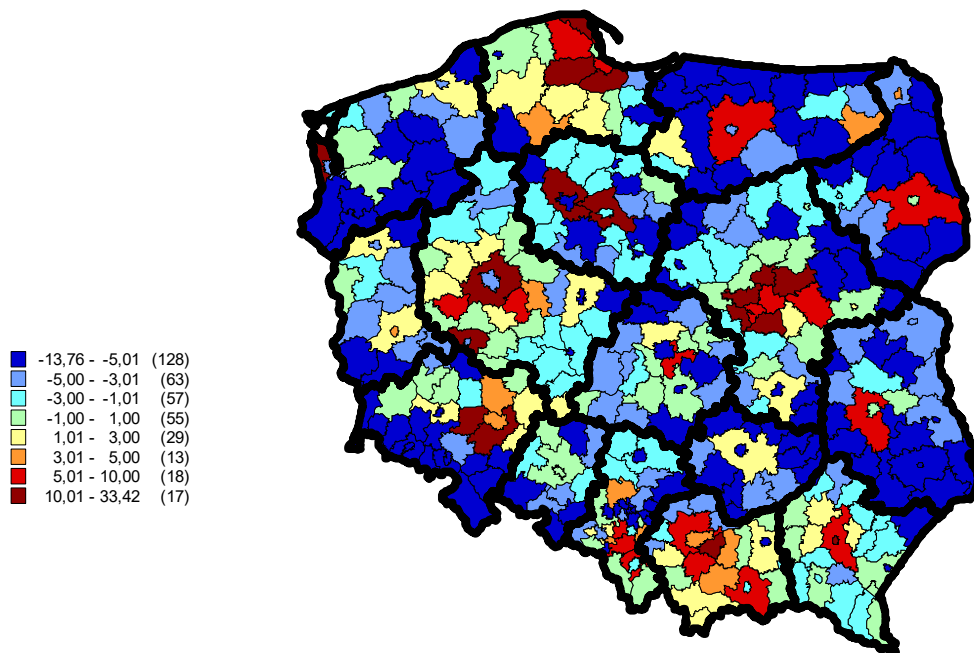 -13,76 - -5,01 (128)
-5,00 - -3,01 (63)
-3,00 - -1,01 (57)
-1,00 - 1,00 (55)
1,01 - 3,00 (29)
3,01 - 5,00 (13)
5,01 - 10,00 (18)
10,01 - 33,42 (17)